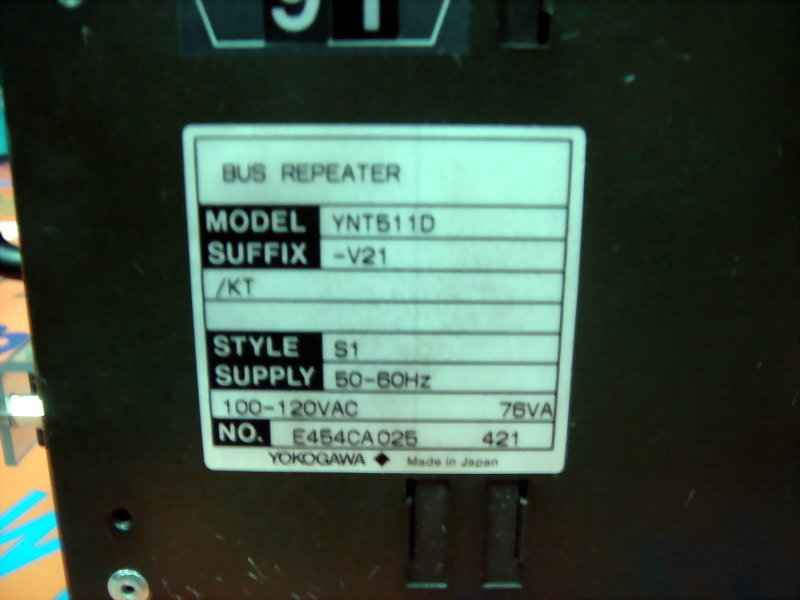 91
BUS REPEATER
MODEL YNT511D
SUFFIX -V21
/KT
STYLE S1
SUPPLY 50-60Hz
100-120VAC 76VA
NO. E454CA025 421
YOKOGAWA ◆ Made in Japan